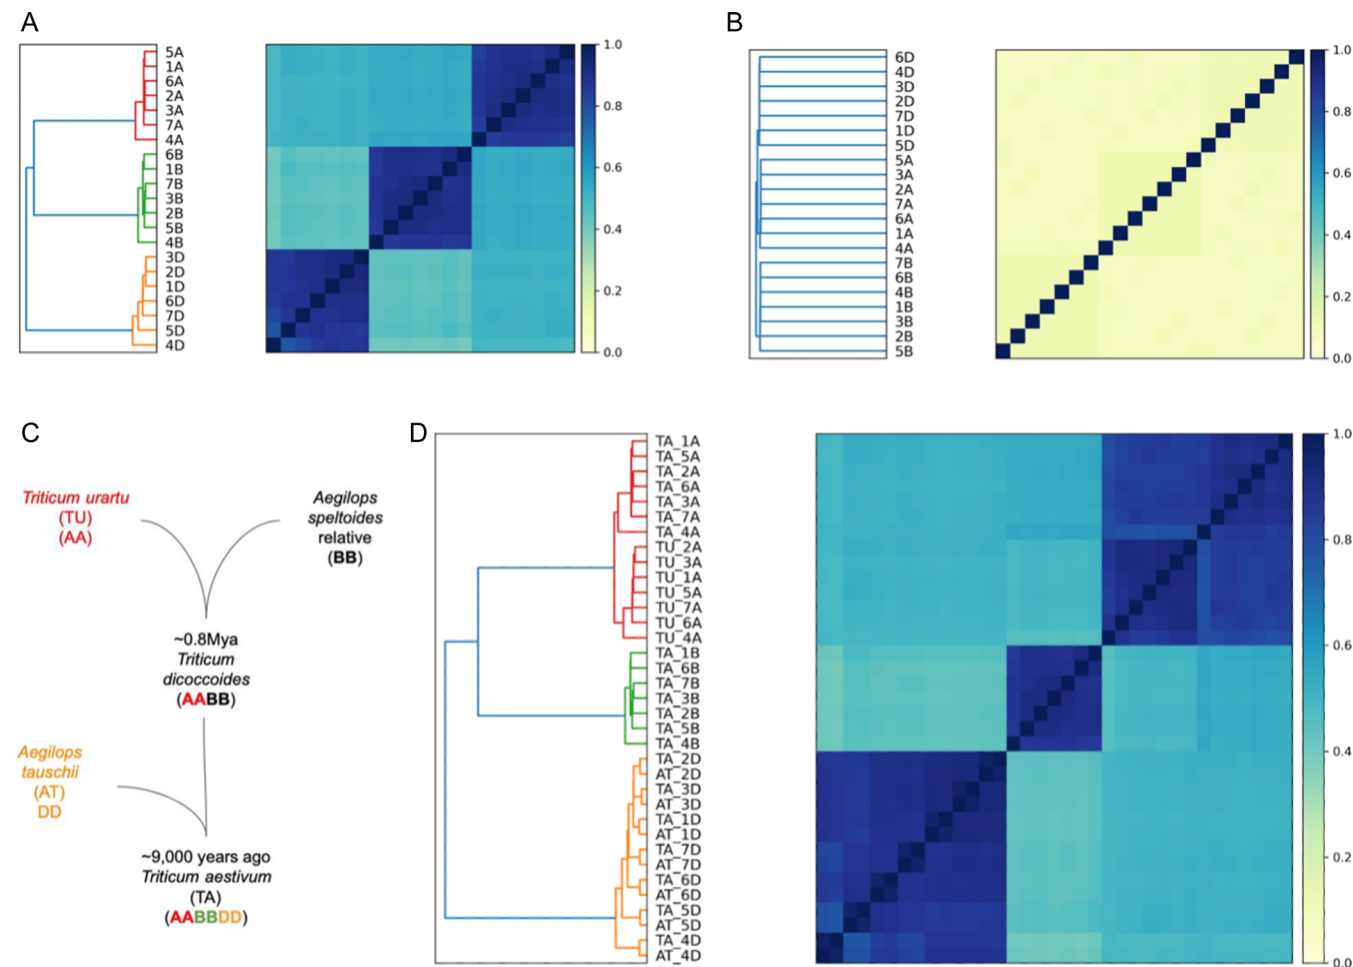 A
5A
1A
6A
2A
3A
7A
4A
6B
1B
7B
3B
2B
5B
4B
3D
2D
1D
6D
7D
5D
4D
1.0
0.8
0.6
0.4
0.2
0.0
B
6D
4D
3D
2D
7D
1D
5D
5A
3A
2A
7A
6A
1A
4A
7B
6B
4B
1B
3B
2B
5B
1.0
0.8
0.6
0.4
0.2
0.0
C
Triticum urartu
(TU)
(AA)
Aegilops
speltoides
relative
(BB)
~0.8Mya
Triticum
dicoccoides
(AABB)
Aegilops
tauschii
(AT)
DD
~9,000 years ago
Triticum aestivum
(TA)
(AABBDD)
D
TA_1A
TA_5A
TA_2A
TA_6A
TA_3A
TA_7A
TA_4A
TU_2A
TU_3A
TU_1A
TU_5A
TU_7A
TU_6A
TU_4A
TA_1B
TA_6B
TA_7B
TA_3B
TA_2B
TA_5B
TA_4B
TA_2D
AT_2D
TA_3D
AT_3D
TA_1D
AT_1D
TA_7D
AT_7D
TA_6D
AT_6D
TA_5D
AT_5D
TA_4D
AT_4D
1.0
0.8
0.6
0.4
0.2
0.0